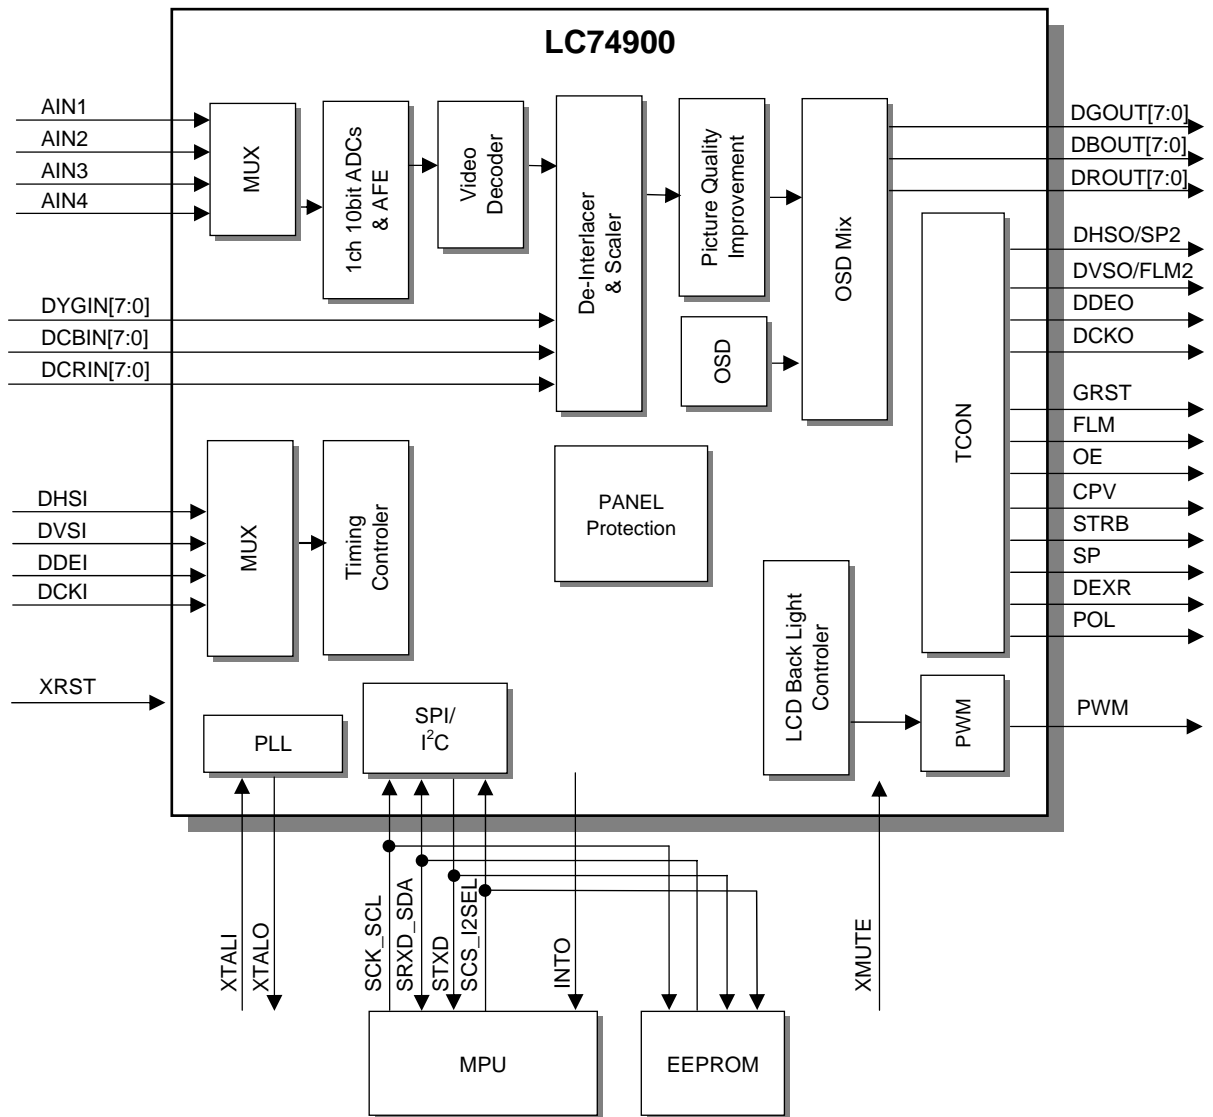 LC74900
AIN1
AIN2
AIN3
AIN4
MUX
1ch 10bit ADCs
& AFE
Video
Decoder
De-Interlacer
& Scaler
Picture Quality
Improvement
OSD Mix
OSD
DGOUT[7:0]
DBOUT[7:0]
DROUT[7:0]
DYGIN[7:0]
DCBIN[7:0]
DCRIN[7:0]
TCON
DHSO/SP2
DVSO/FLM2
DDEO
DCKO
GRST
FLM
OE
CPV
STRB
SP
DEXR
POL
DHSI
DVSI
DDEI
DCKI
MUX
Timing
Controler
PANEL
Protection
LCD Back Light
Controler
PWM
PWM
XRST
PLL
SPI/
I²C
XTALI
XTALO
SCK_SCL
SRXD_SDA
STXD
SCS_I2SEL
INTO
XMUTE
MPU
EEPROM